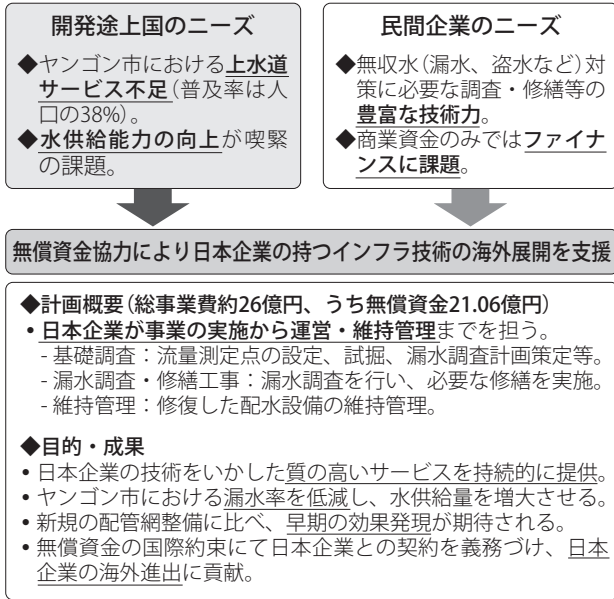 開発途上国のニーズ
◆ヤンゴン市における上水道
サービス不足(普及率は人
口の38%)。
◆水供給能力の向上が喫緊
の課題。
民間企業のニーズ
◆無収水(漏水、盗水など)対
策に必要な調査・修繕等の
豊富な技術力。
◆商業資金のみではファイナ
ンスに課題。
無償資金協力により日本企業の持つインフラ技術の海外展開を支援
◆計画概要(総事業費約26億円、うち無償資金21.06億円)
• 日本企業が事業の実施から運営・維持管理までを担う。
- 基礎調査:流量測定点の設定、試掘、漏水調査計画策定等。
- 漏水調査・修繕工事:漏水調査を行い、必要な修繕を実施。
- 維持管理:修復した配水設備の維持管理。
◆目的・成果
• 日本企業の技術をいかした質の高いサービスを持続的に提供。
• ヤンゴン市における漏水率を低減し、水供給量を増大させる。
• 新規の配管網整備に比べ、早期の効果発現が期待される。
• 無償資金の国際約束にて日本企業との契約を義務づけ、日本
企業の海外進出に貢献。